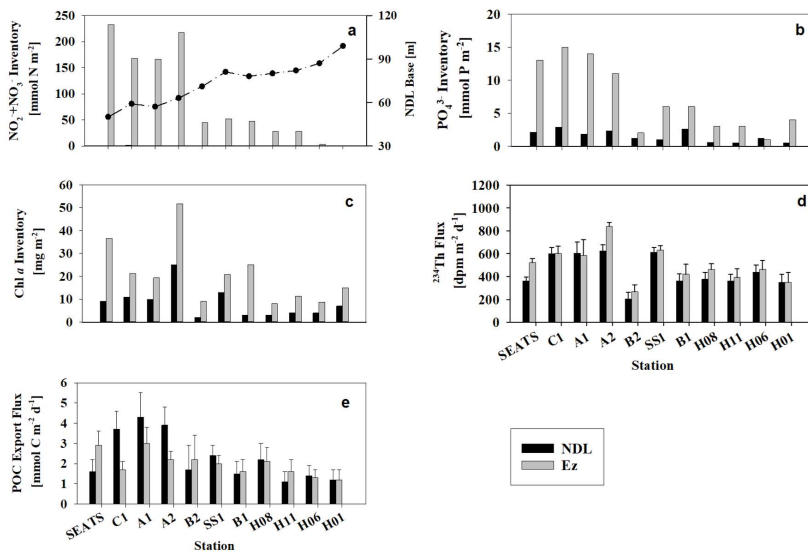 a
NO₂⁻+NO₃⁻ Inventory
[mmol N m⁻²]
250
200
150
100
50
0
120
90
60
30
NDL Base [m]
b
PO₄³⁻ Inventory
[mmol P m⁻²]
20
15
10
5
0
c
Chl a Inventory
[mg m⁻²]
60
50
40
30
20
10
0
d
²³⁴Th Flux
[dpm m⁻² d⁻¹]
1200
1000
800
600
400
200
0
SEATS C1 A1 A2 B2 SS1 B1 H08 H11 H06 H01
Station
e
POC Export Flux
[mmol C m⁻² d⁻¹]
6
5
4
3
2
1
0
SEATS C1 A1 A2 B2 SS1 B1 H08 H11 H06 H01
Station
NDL
Ez